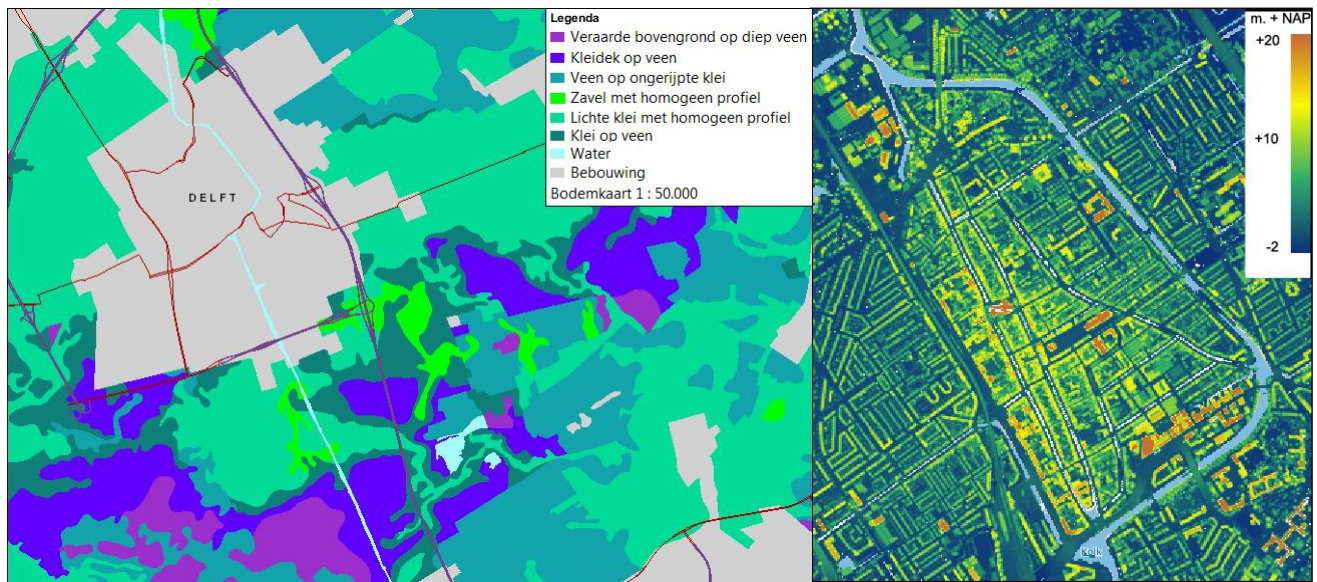 DELFT
Legenda
Veraarde bovengrond op diep veen
Kleidek op veen
Veen op ongerijpte klei
Zavel met homogeen profiel
Lichte klei met homogeen profiel
Klei op veen
Water
Bebouwing
Bodemkaart 1 : 50.000
m. + NAP
+20
+10
-2
Kolk